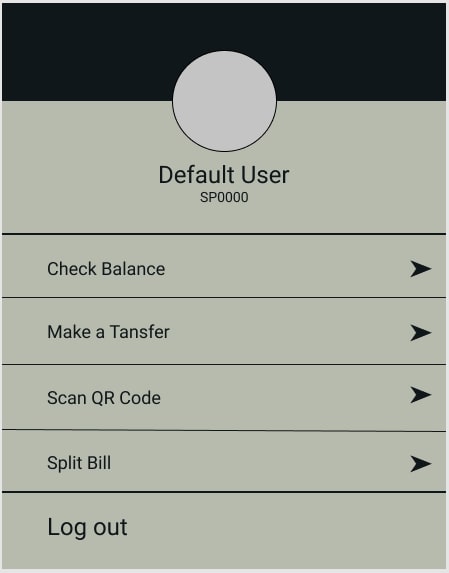 Default User
SP0000
Check Balance
Make a Tansfer
Scan QR Code
Split Bill
Log out